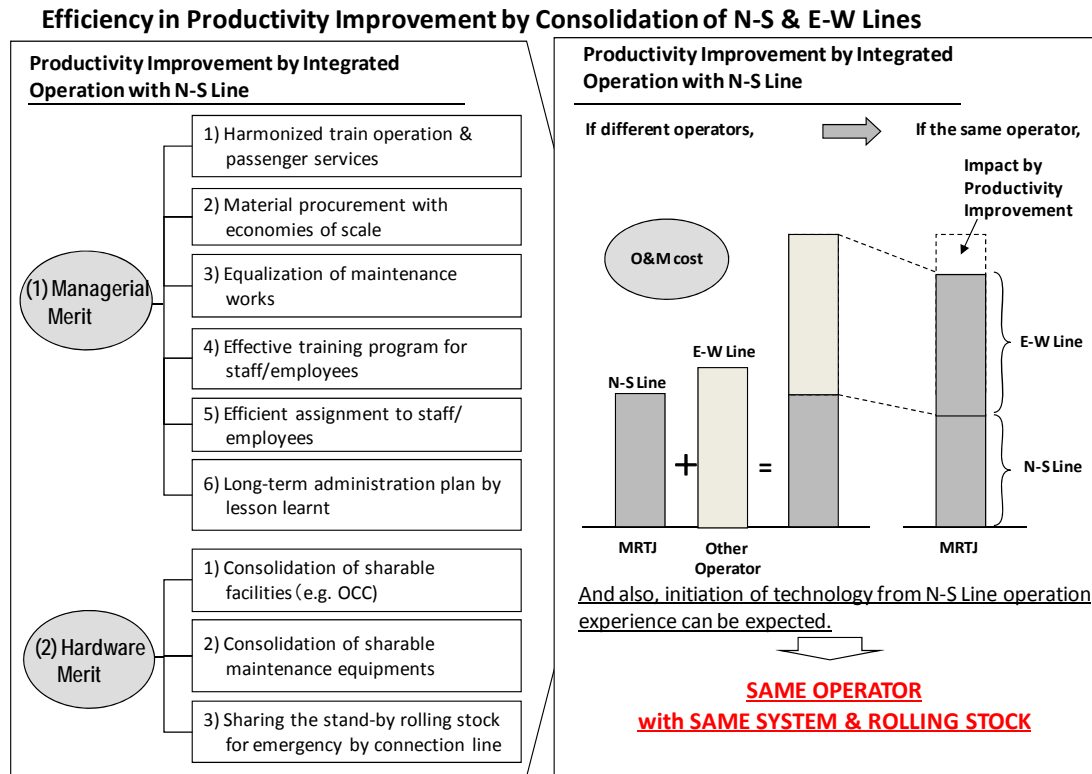 Efficiency in Productivity Improvement by Consolidation of N-S & E-W Lines
Productivity Improvement by Integrated
Operation with N-S Line
1) Harmonized train operation &
passenger services
2) Material procurement with
economies of scale
3) Equalization of maintenance
works
(1) Managerial
Merit
4) Effective training program for
staff/employees
5) Efficient assignment to staff/
employees
6) Long-term administration plan by
lesson learnt
1) Consolidation of sharable
facilities (e.g. OCC)
(2) Hardware
Merit
2) Consolidation of sharable
maintenance equipments
3) Sharing the stand-by rolling stock
for emergency by connection line
Productivity Improvement by Integrated
Operation with N-S Line
If different operators,
If the same operator,
Impact by
Productivity
Improvement
O&M cost
E-W Line
N-S Line
+
=
E-W Line
N-S Line
MRTJ
Other
Operator
MRTJ
And also, initiation of technology from N-S Line operation
experience can be expected.
SAME OPERATOR
with SAME SYSTEM & ROLLING STOCK